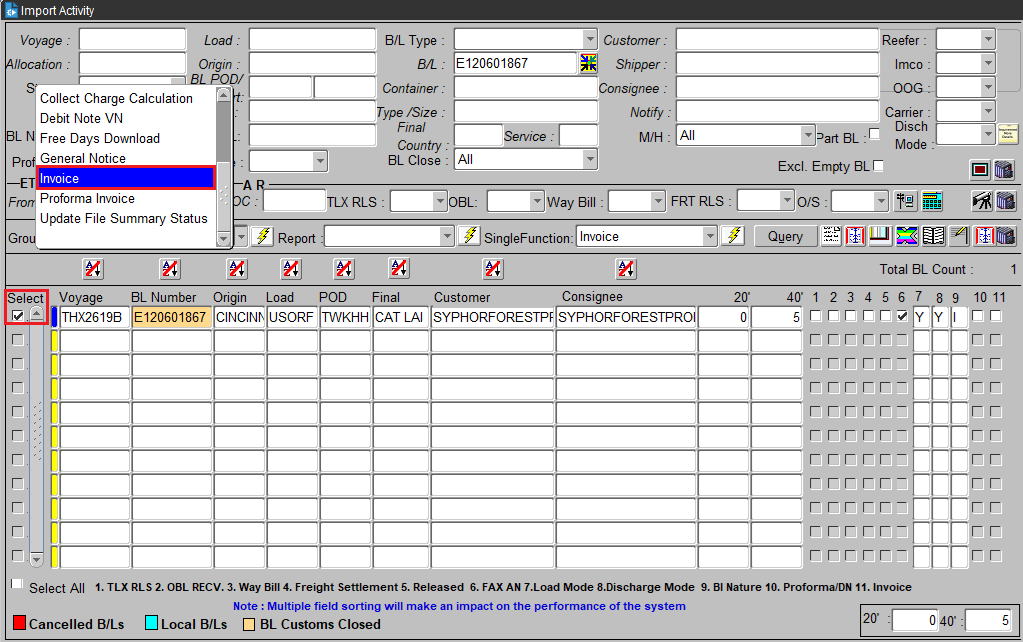 Import Activity
Voyage : Load : B/L Type : Customer : Reefer :
Allocation : Origin : B/L : E120601867 Shipper : Imco :
BL POD/ Container : Consignee : OOG :
Type /Size : Notify : Carrier :
Final Country : Service : M/H : All Part BL : Disch Mode :
BL Close : All Excl. Empty BL
Collect Charge Calculation
Debit Note VN
Free Days Download
General Notice
Invoice
Proforma Invoice
Update File Summary Status
A R
From TLX RLS : OBL: Way Bill : FRT RLS : O/S :
Report : SingleFunction: Invoice Query
Total BL Count : 1
Select Voyage BL Number Origin Load POD Final Customer Consignee 20' 40' 1 2 3 4 5 6 7 8 9 10 11
THX2619B E120601867 CINCINN USORF TWKHH CAT LAI SYPHORFORESTPF SYPHORFORESTPROI 0 5 Y Y I
Select All 1. TLX RLS 2. OBL RECV. 3. Way Bill 4. Freight Settlement 5. Released 6. FAX AN 7.Load Mode 8.Discharge Mode 9. Bl Nature 10. Proforma/DN 11. Invoice
Note : Multiple field sorting will make an impact on the performance of the system
Cancelled B/Ls Local B/Ls BL Customs Closed
20' : 0 40' : 5